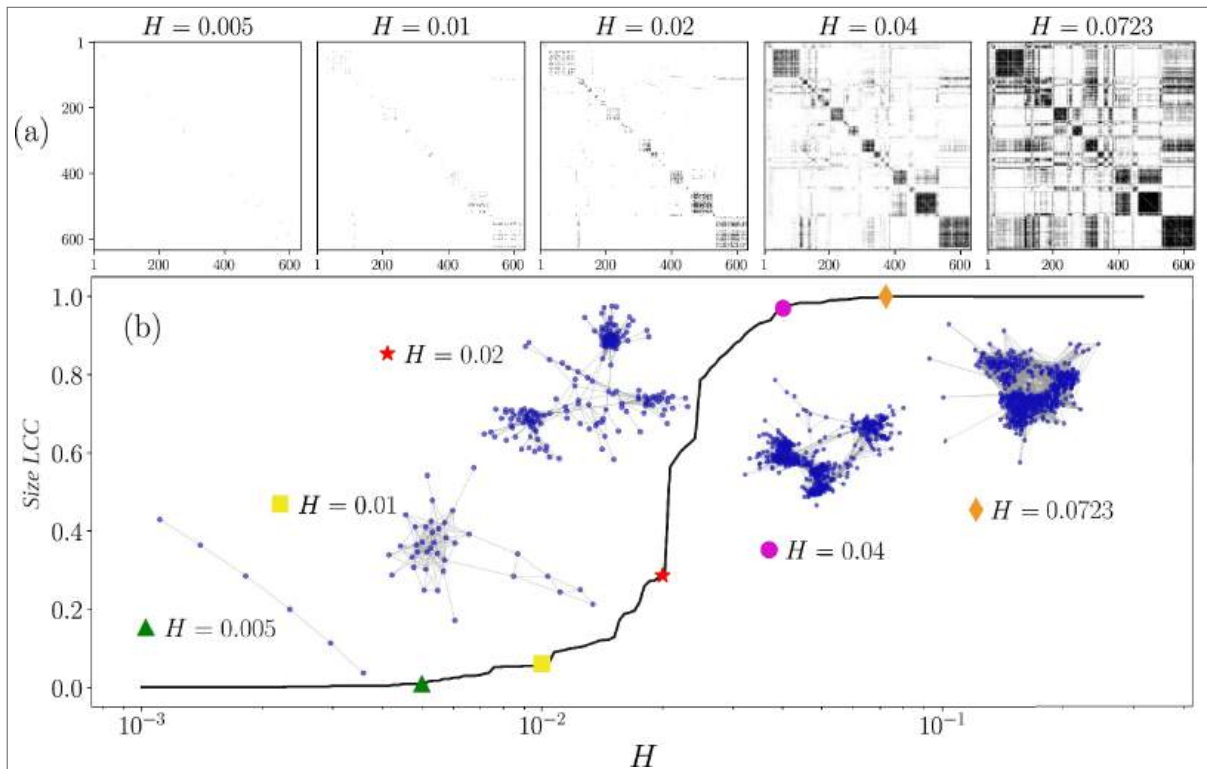 H = 0.005 H = 0.01 H = 0.02 H = 0.04 H = 0.0723
(a)
1
200
400
600
1 200 400 600 1 200 400 600 1 200 400 600 1 200 400 600 1 200 400 600
(b)
Size LCC
1.0
0.8
0.6
0.4
0.2
0.0
H = 0.02
H = 0.01
H = 0.0723
H = 0.04
H = 0.005
10⁻³ 10⁻² 10⁻¹
H